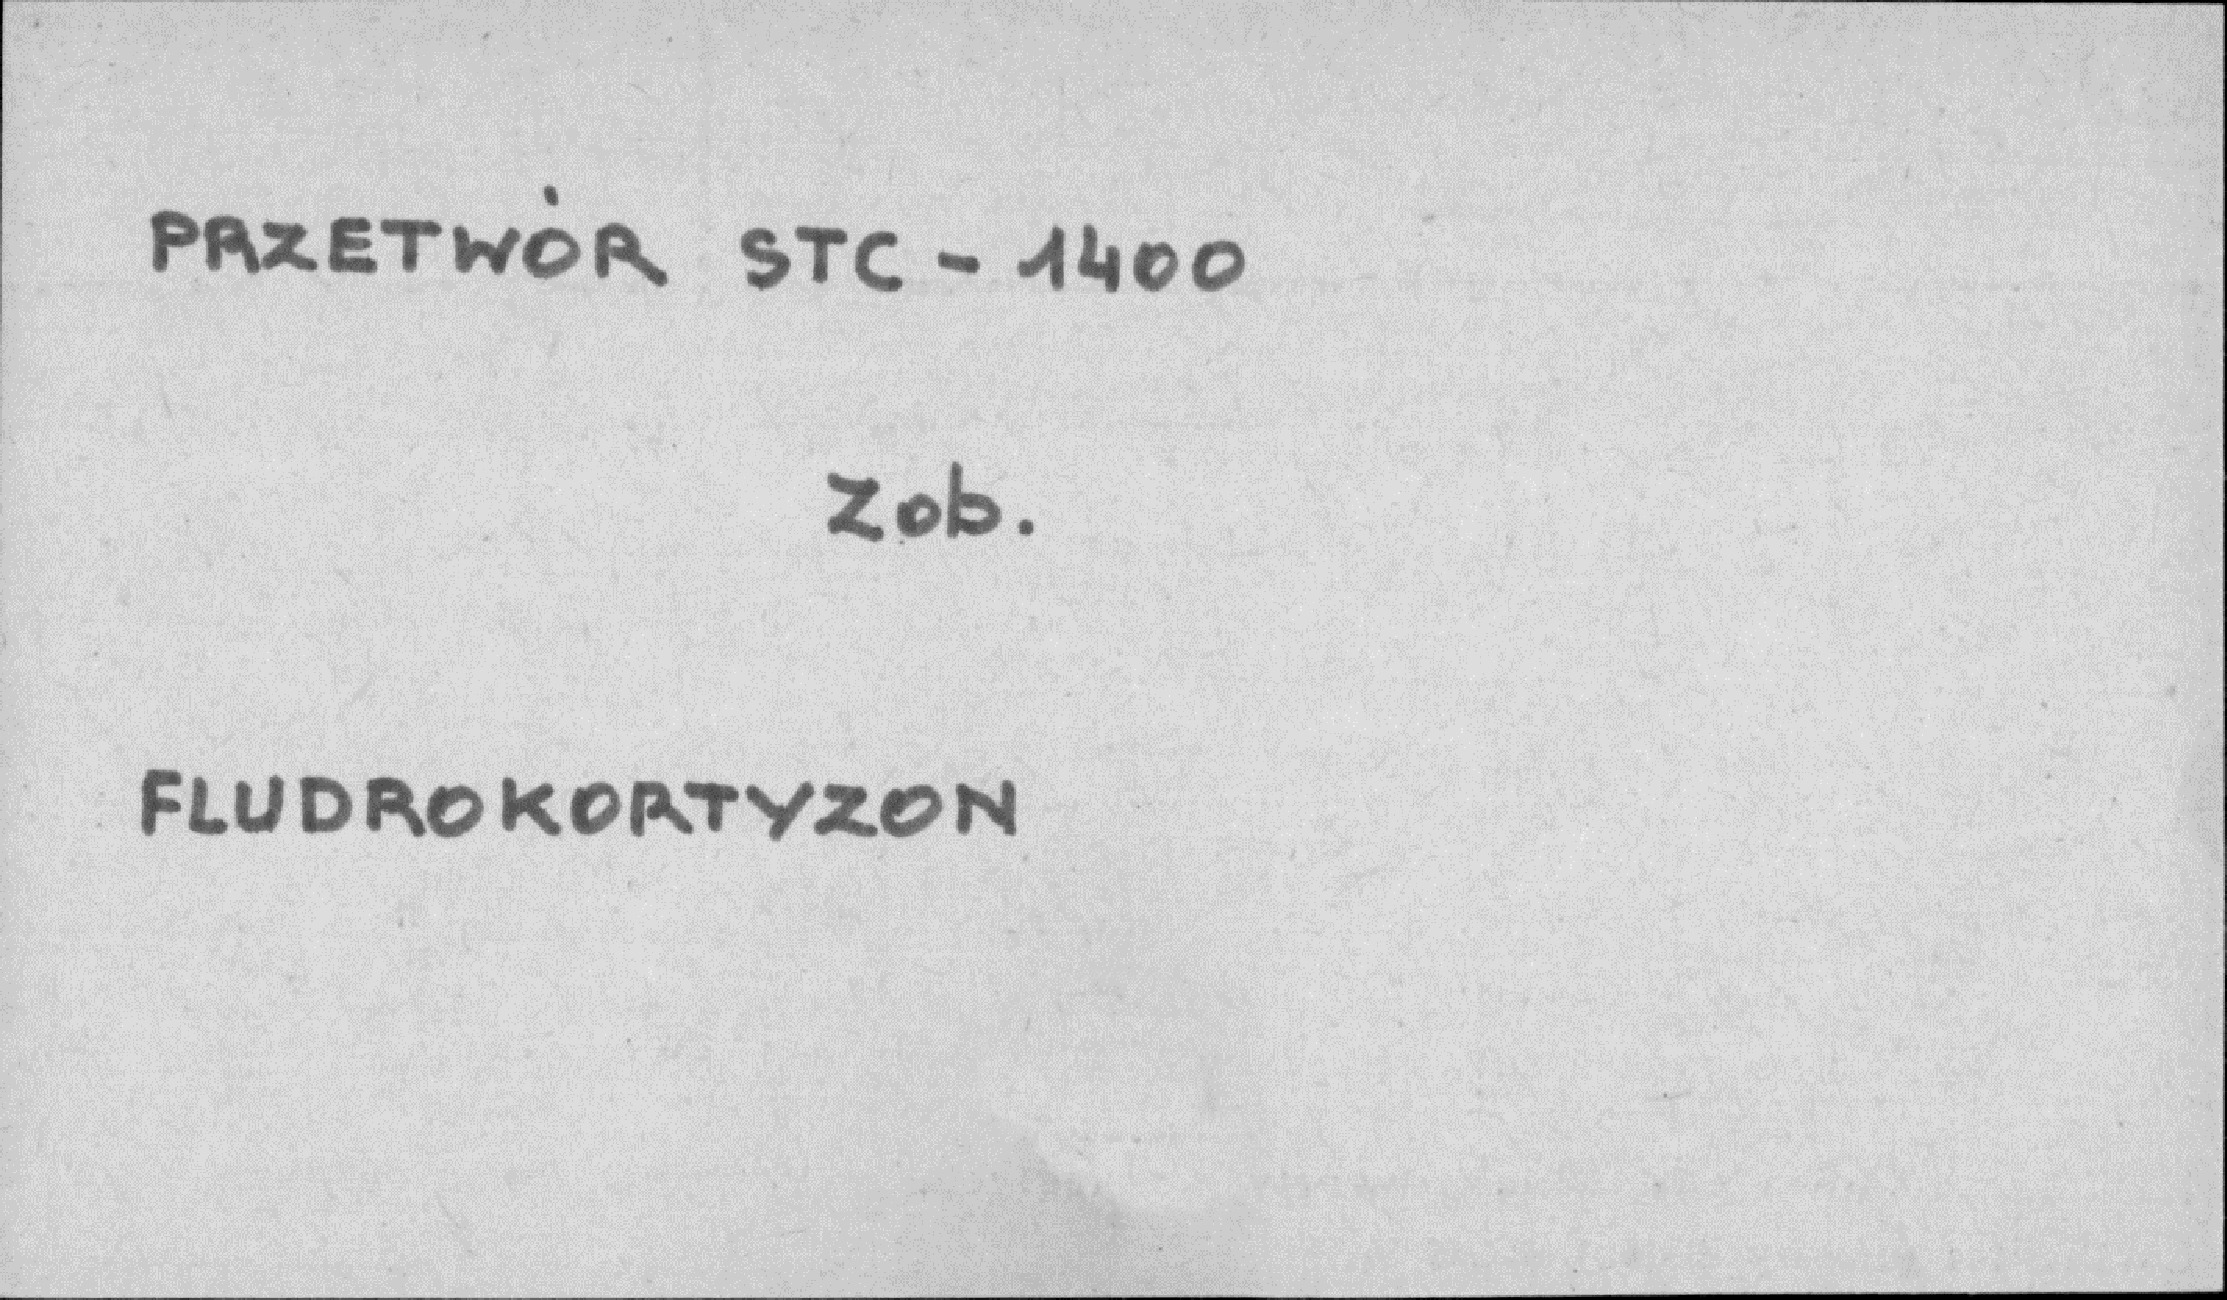 PRZETWÓR STC - 1400
Zob.
FLUDROKORTYZON